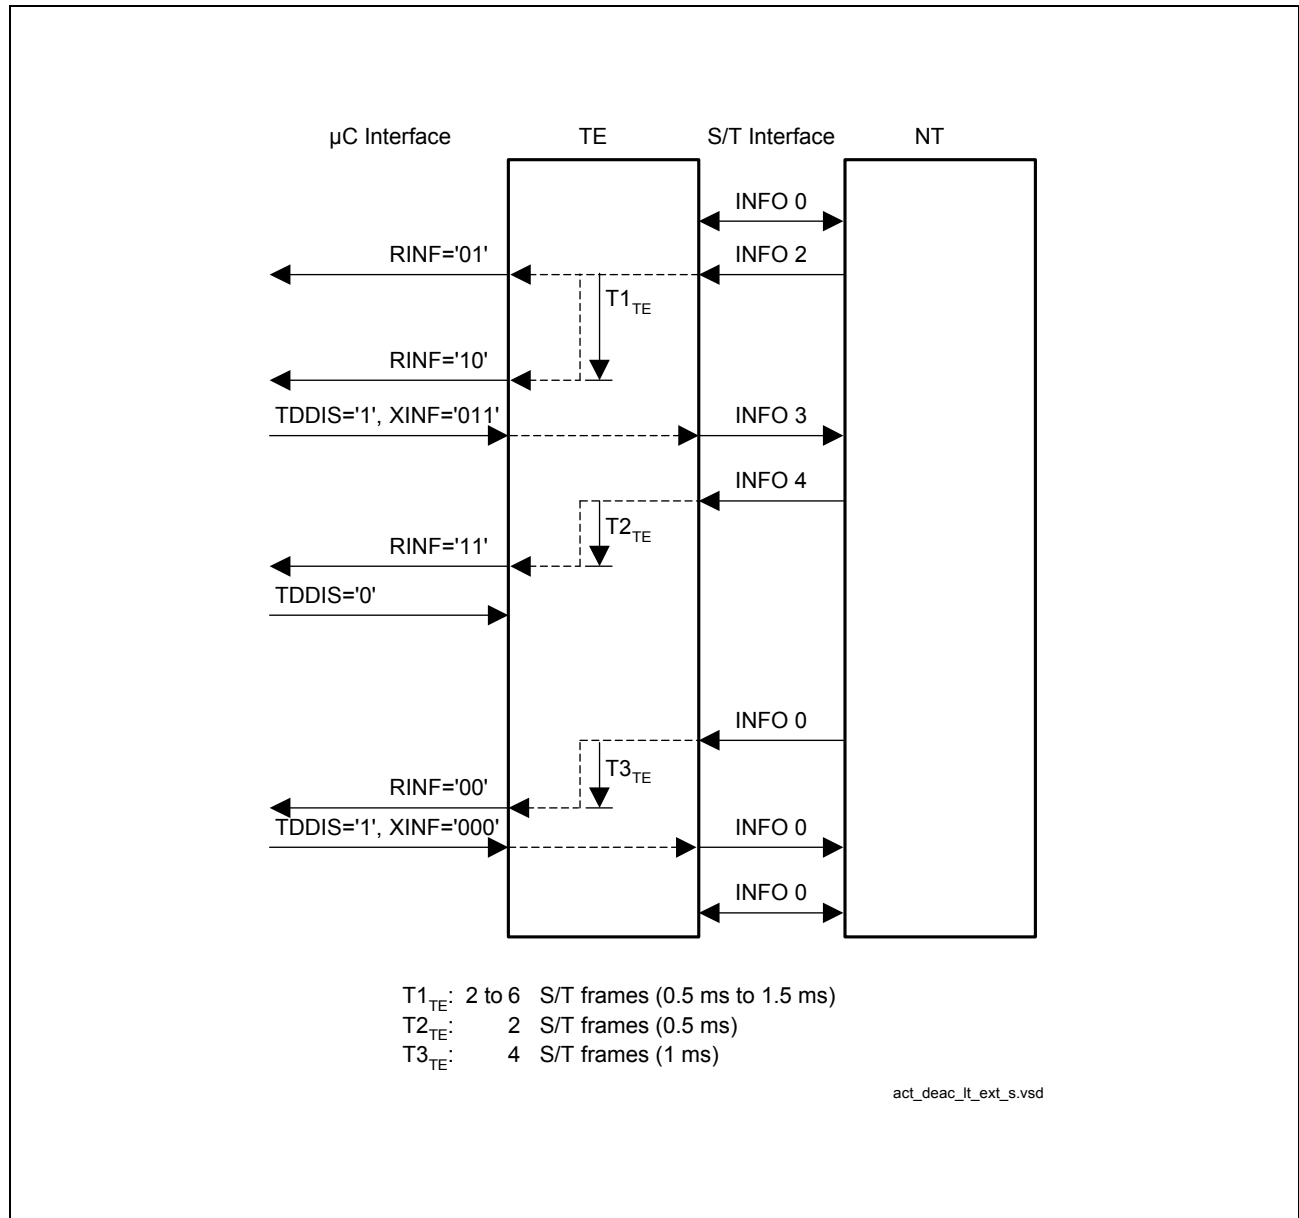 µC Interface TE S/T Interface NT
INFO 0
RINF='01' INFO 2
T1TE
RINF='10'
TDDIS='1', XINF='011' INFO 3
INFO 4
T2TE
RINF='11'
TDDIS='0'
INFO 0
T3TE
RINF='00'
TDDIS='1', XINF='000' INFO 0
INFO 0
T1TE: 2 to 6 S/T frames (0.5 ms to 1.5 ms)
T2TE: 2 S/T frames (0.5 ms)
T3TE: 4 S/T frames (1 ms)
act_deac_lt_ext_s.vsd